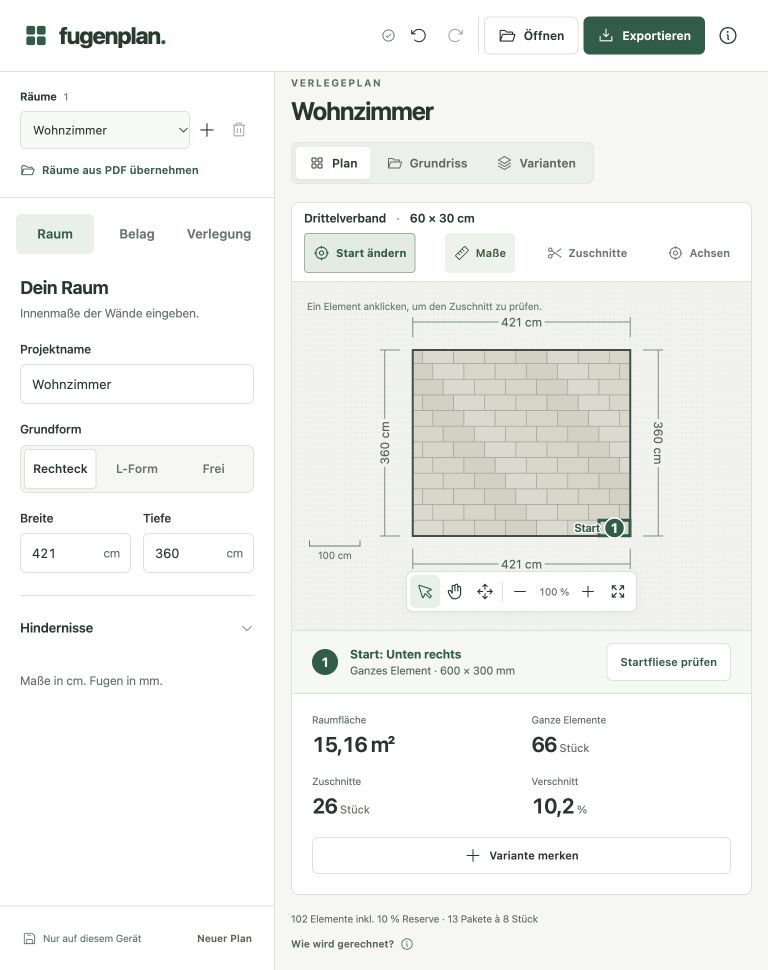 fugenplan.
Öffnen
Exportieren
Räume 1
Wohnzimmer
Räume aus PDF übernehmen
Raum
Belag
Verlegung
Dein Raum
Innenmaße der Wände eingeben.
Projektname
Wohnzimmer
Grundform
Rechteck
L-Form
Frei
Breite
Tiefe
421 cm
360 cm
Hindernisse
Maße in cm. Fugen in mm.
Nur auf diesem Gerät
Neuer Plan
VERLEGEPLAN
Wohnzimmer
Plan
Grundriss
Varianten
Drittelverband · 60 × 30 cm
Start ändern
Maße
Zuschnitte
Achsen
Ein Element anklicken, um den Zuschnitt zu prüfen.
421 cm
360 cm
360 cm
Start 1
100 cm
421 cm
100 %
1
Start: Unten rechts
Ganzes Element · 600 × 300 mm
Startfliese prüfen
Raumfläche
15,16 m²
Ganze Elemente
66 Stück
Zuschnitte
26 Stück
Verschnitt
10,2 %
Variante merken
102 Elemente inkl. 10 % Reserve · 13 Pakete à 8 Stück
Wie wird gerechnet?